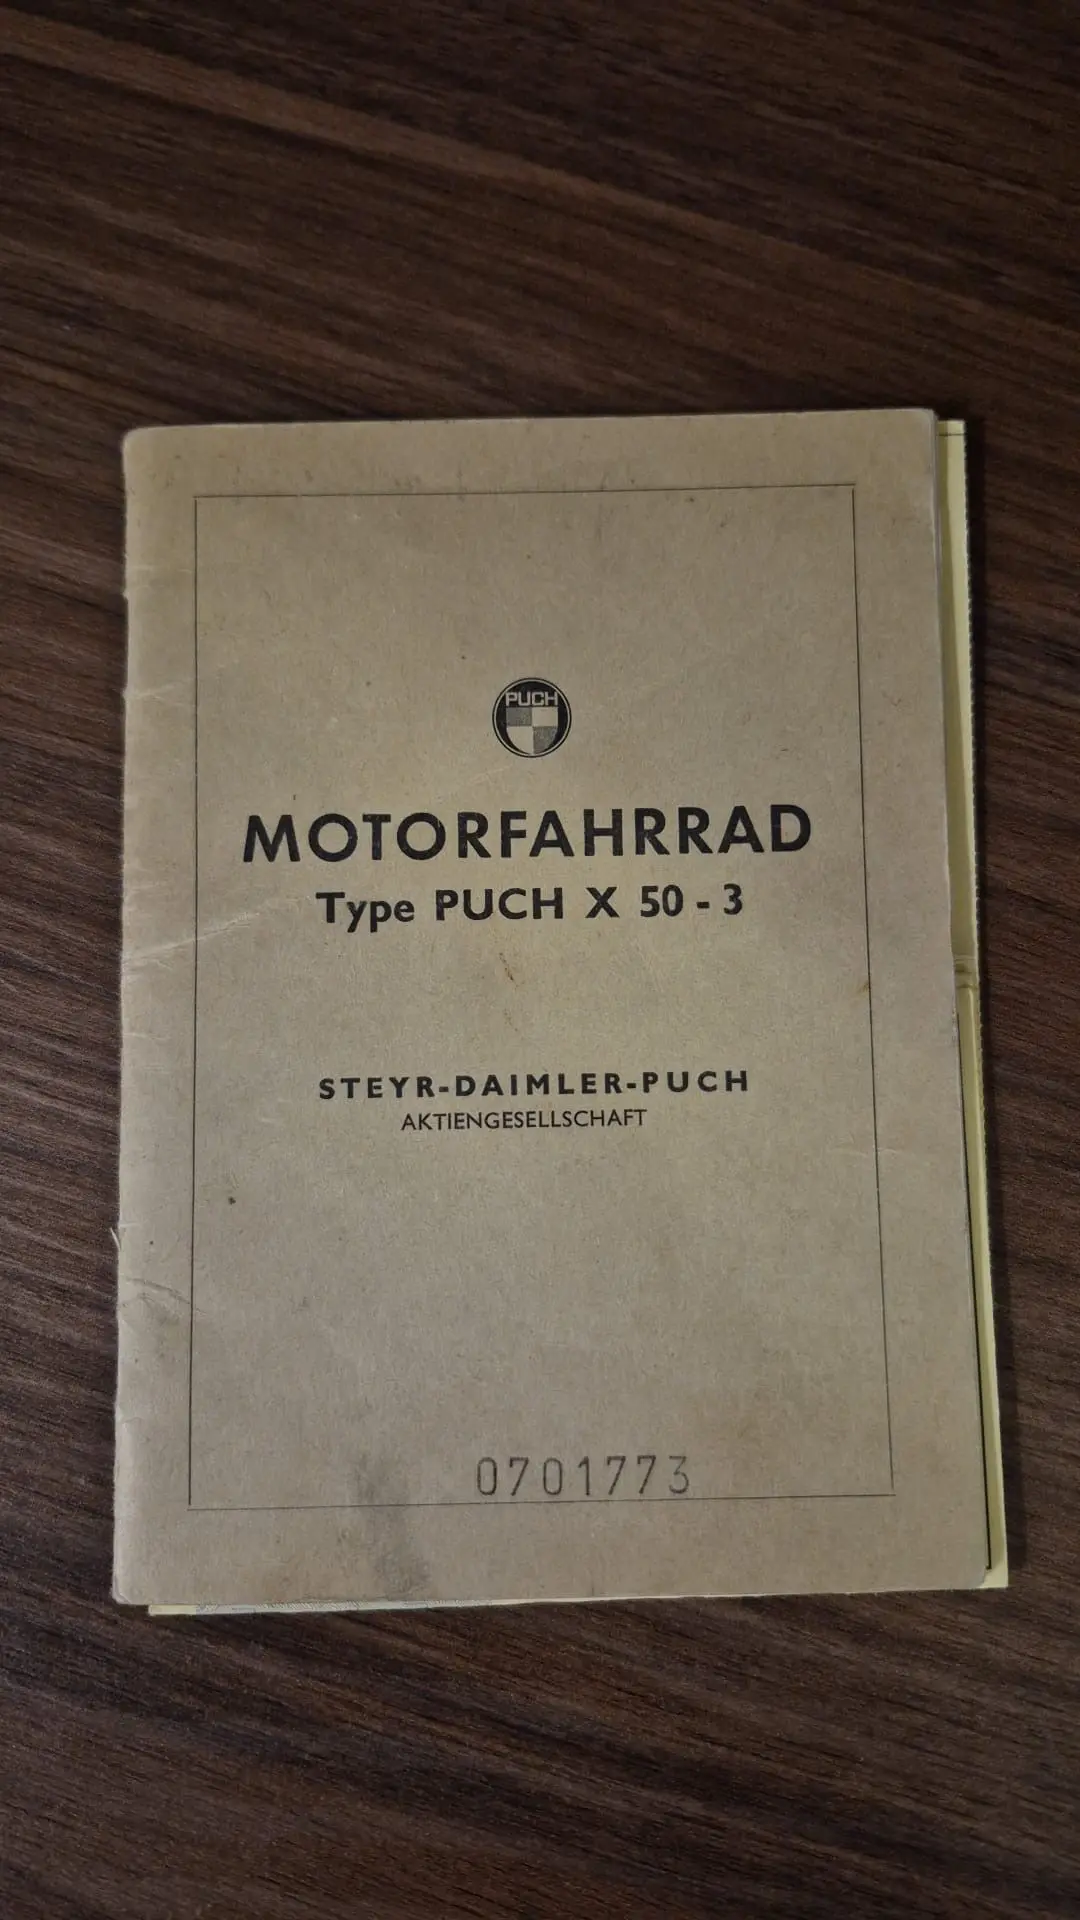 PUCH
MOTORFAHRRAD
Type PUCH X 50 - 3
STEYR-DAIMLER-PUCH
AKTIENGESELLSCHAFT
0701773